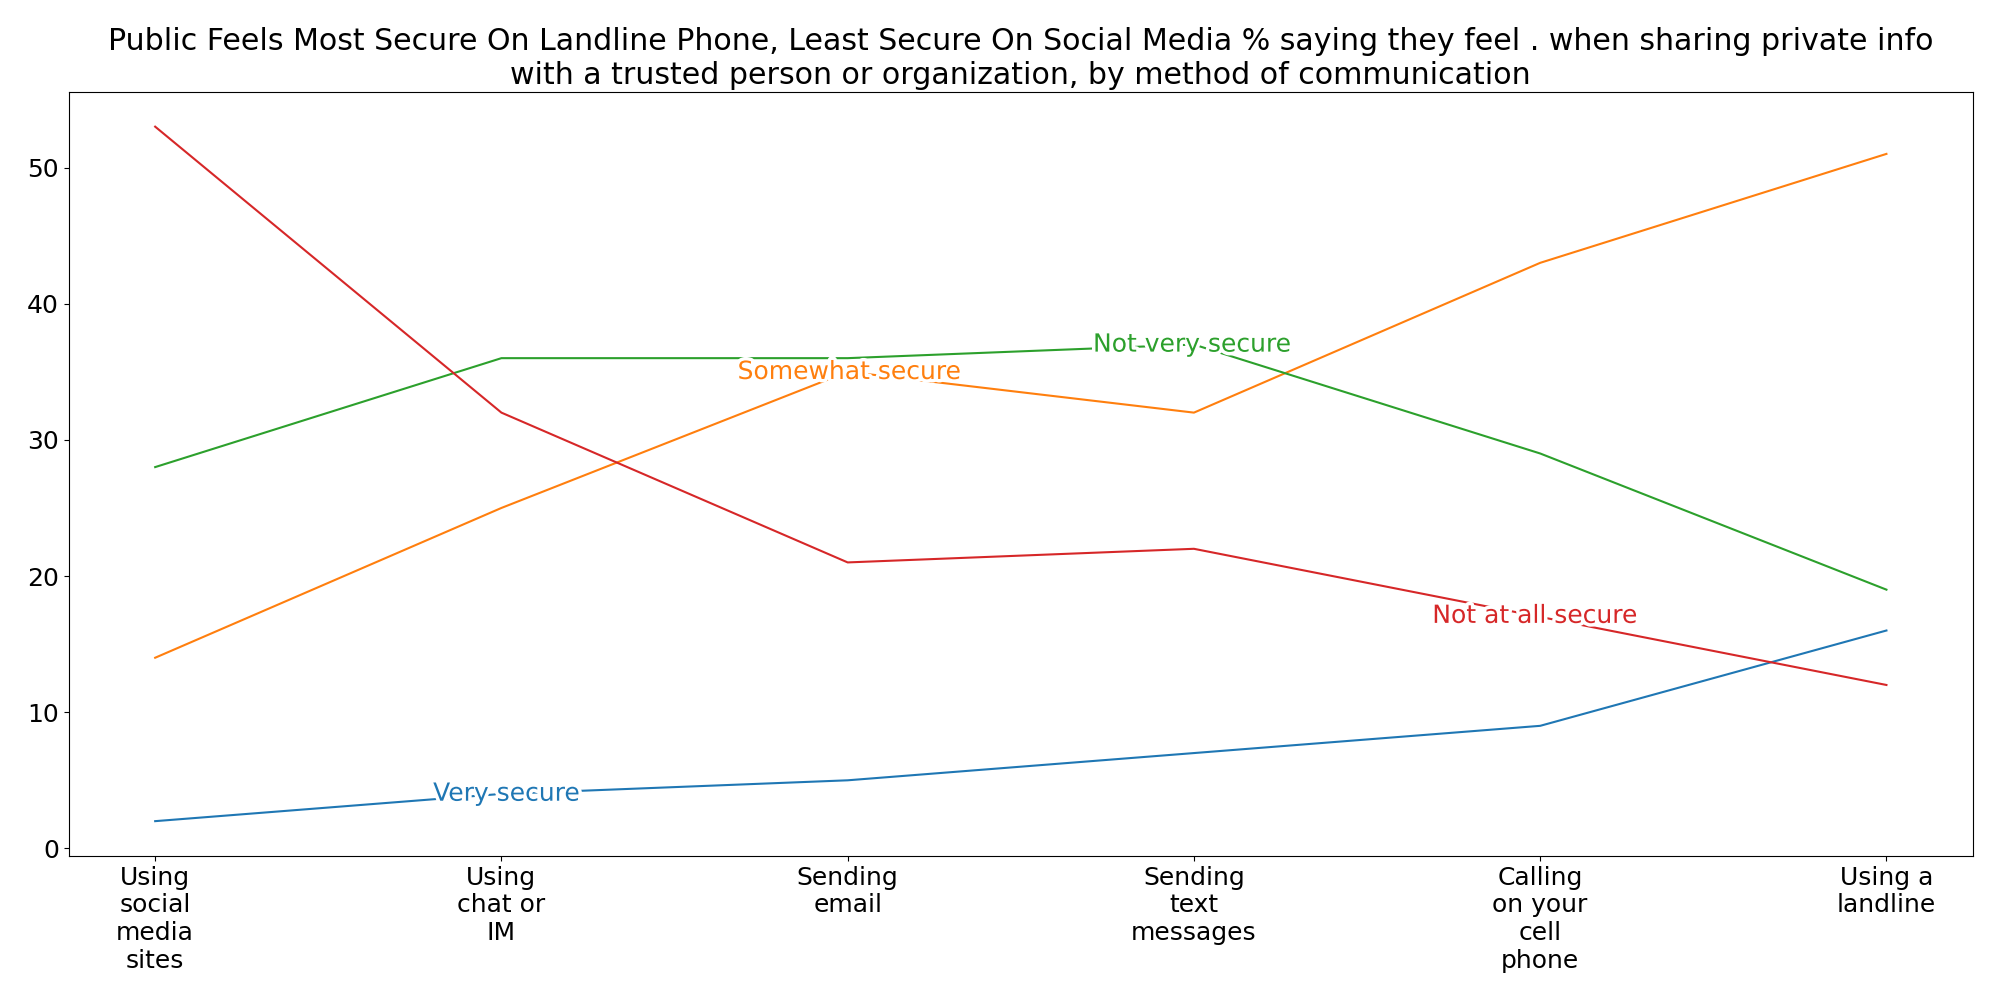 Public Feels Most Secure On Landline Phone, Least Secure On Social Media % saying they feel . when sharing private info
with a trusted person or organization, by method of communication
50
40
30
20
10
0
Not very secure
Somewhat secure
Not at all secure
Very secure
Using
social
media
sites
Using
chat or
IM
Sending
email
Sending
text
messages
Calling
on your
cell
phone
Using a
landline